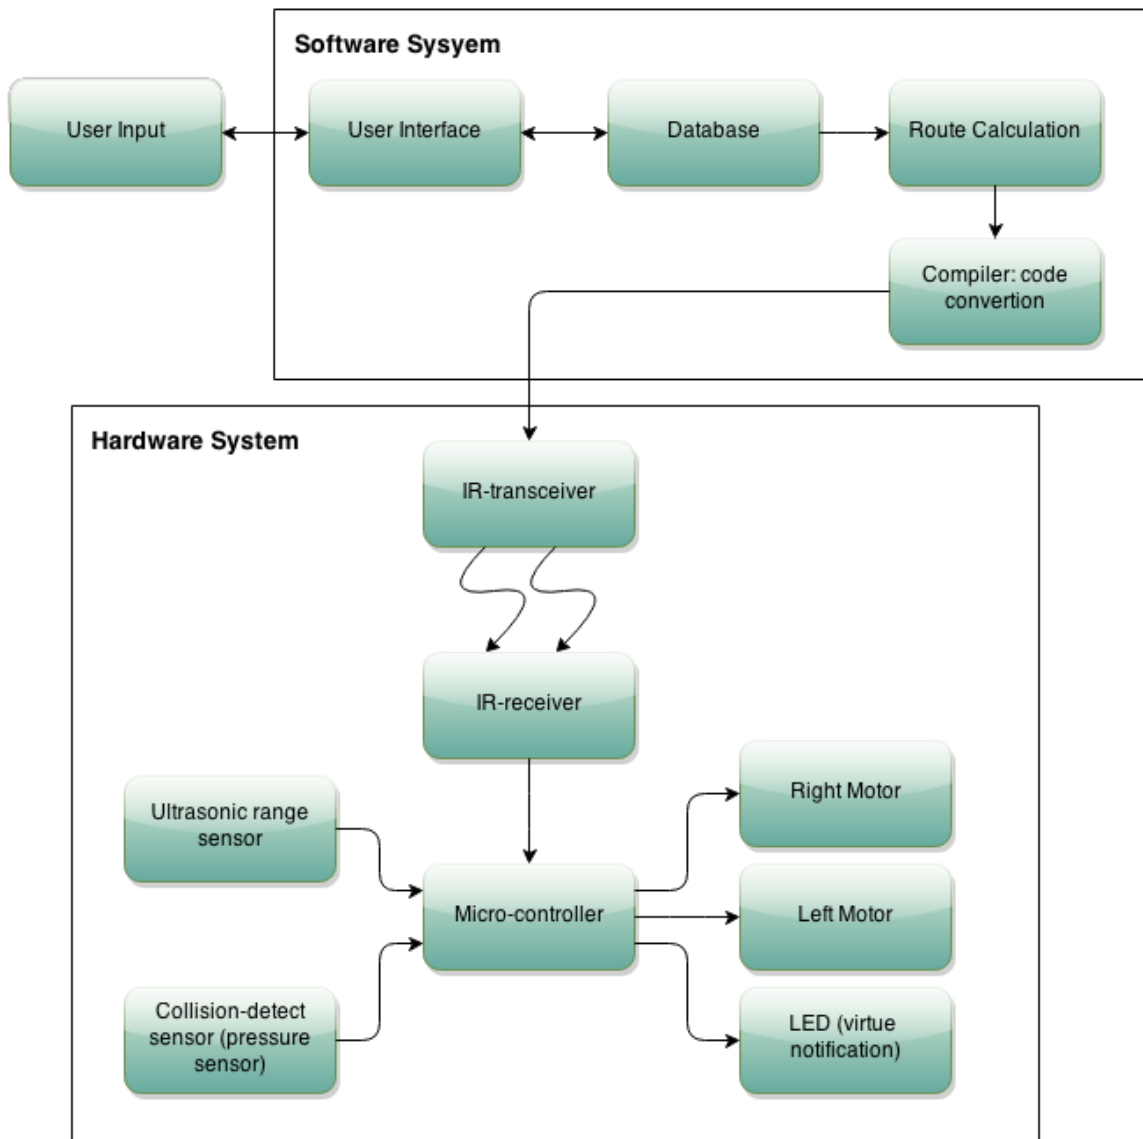 Software Sysyem
User Input
User Interface
Database
Route Calculation
Compiler: code
convertion
Hardware System
IR-transceiver
IR-receiver
Ultrasonic range
sensor
Right Motor
Micro-controller
Left Motor
Collision-detect
sensor (pressure
sensor)
LED (virtue
notification)